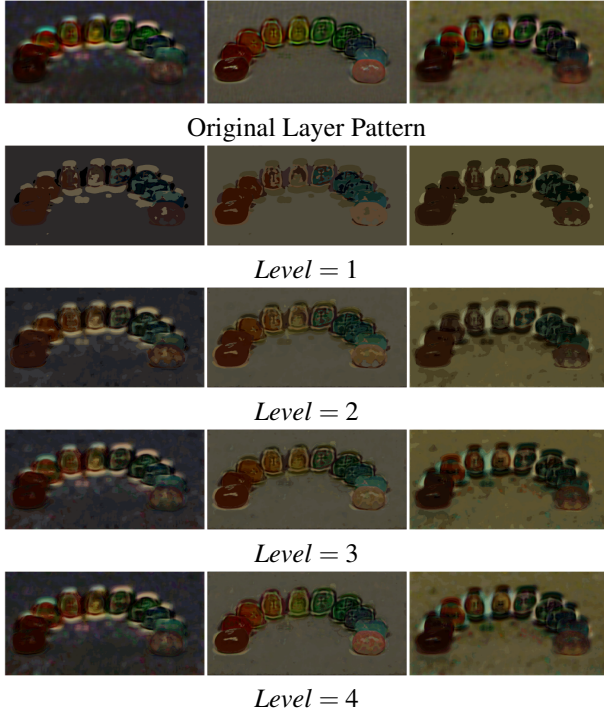 Original Layer Pattern
Level = 1
Level = 2
Level = 3
Level = 4